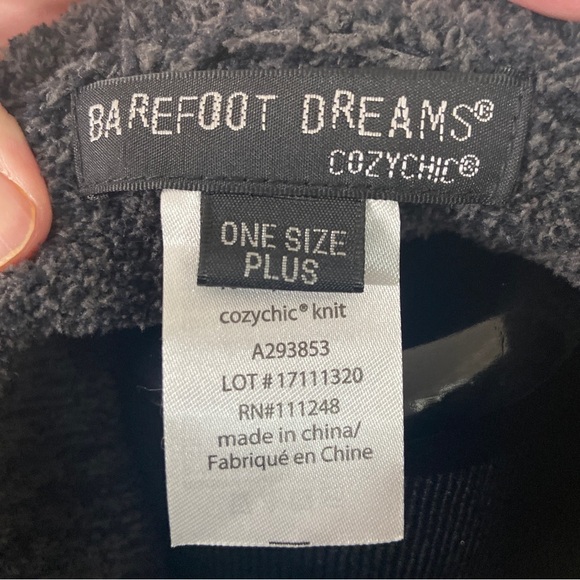 BAREFOOT DREAMS®
COZYCHIC®
ONE SIZE
PLUS
cozychic® knit
A293853
LOT # 17111320
RN#111248
made in china/
Fabriqué en Chine